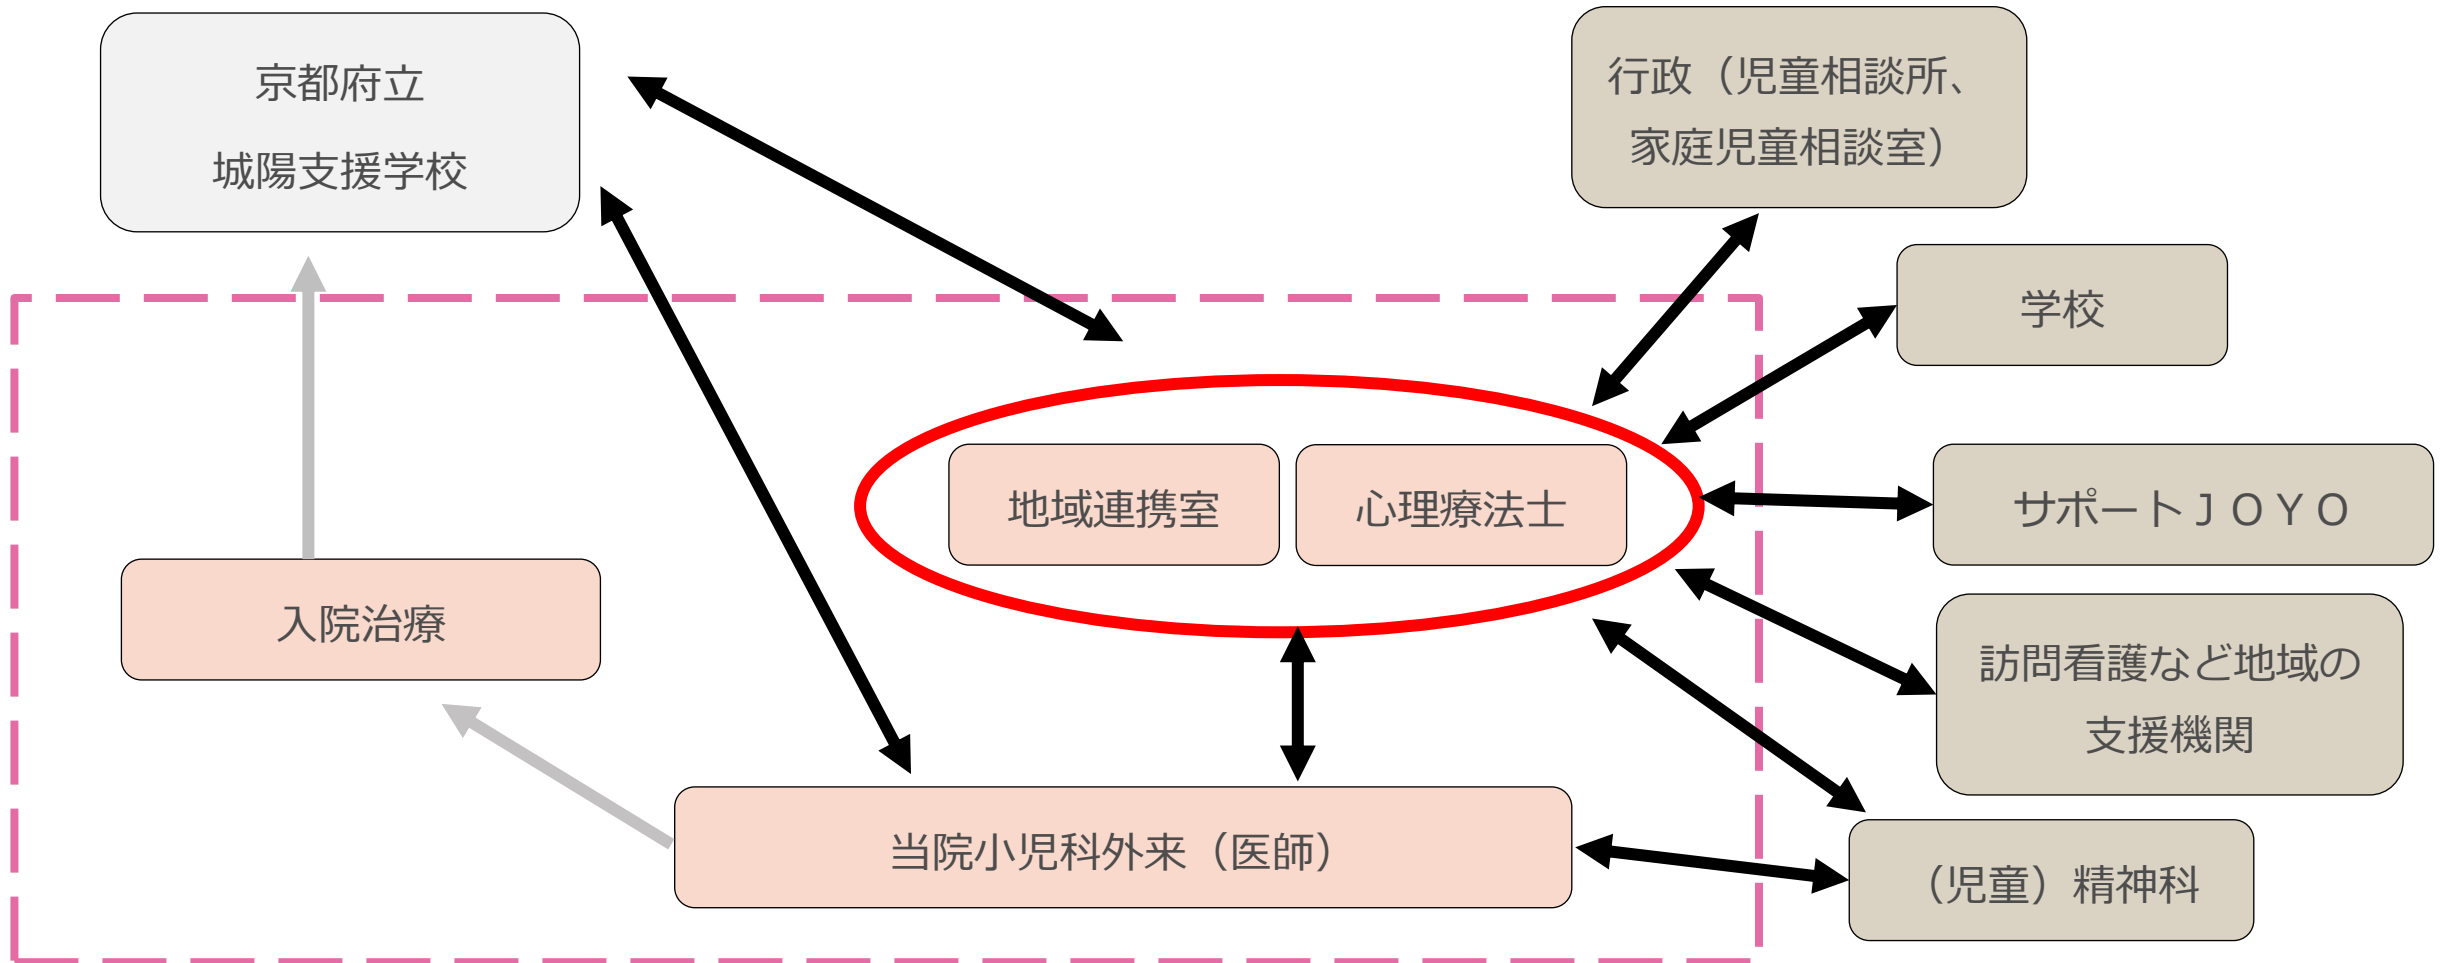 京都府立
城陽支援学校
行政（児童相談所、
家庭児童相談室）
学校
地域連携室
心理療法士
サポートＪＯＹＯ
入院治療
訪問看護など地域の
支援機関
当院小児科外来（医師）
（児童）精神科